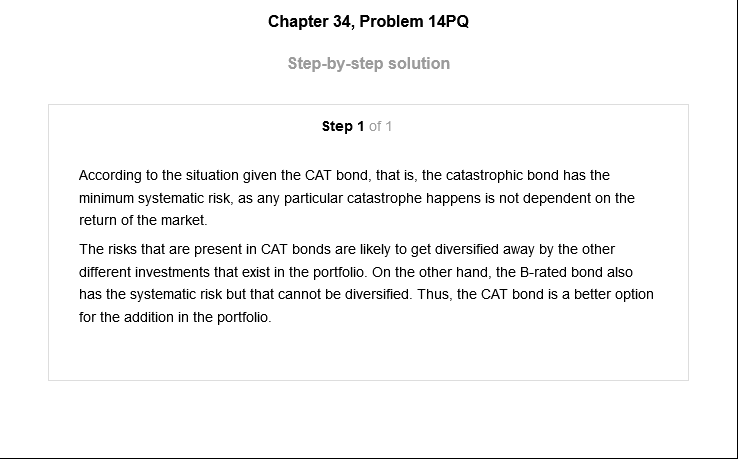 Chapter 34, Problem 14PQ
Step-by-step solution
Step 1 of 1
According to the situation given the CAT bond, that is, the catastrophic bond has the
minimum systematic risk, as any particular catastrophe happens is not dependent on the
return of the market.
The risks that are present in CAT bonds are likely to get diversified away by the other
different investments that exist in the portfolio. On the other hand, the B-rated bond also
has the systematic risk but that cannot be diversified. Thus, the CAT bond is a better option
for the addition in the portfolio.